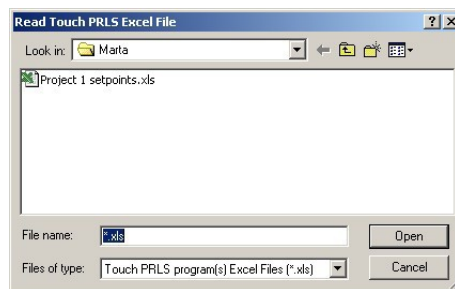 Read Touch PRLS Excel File
Look in: Marta
Project 1 setpoints.xls
File name: *.xls Open
Files of type: Touch PRLS program(s) Excel Files (*.xls) Cancel